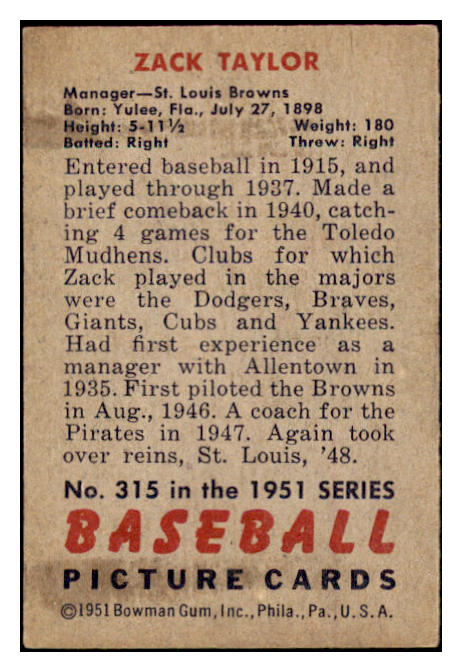 ZACK TAYLOR
Manager—St. Louis Browns
Born: Yulee, Fla., July 27, 1898
Height: 5-11½ Weight: 180
Batted: Right Threw: Right
Entered baseball in 1915, and
played through 1937. Made a
brief comeback in 1940, catch-
ing 4 games for the Toledo
Mudhens. Clubs for which
Zack played in the majors
were the Dodgers, Braves,
Giants, Cubs and Yankees.
Had first experience as a
manager with Allentown in
1935. First piloted the Browns
in Aug., 1946. A coach for the
Pirates in 1947. Again took
over reins, St. Louis, '48.
No. 315 in the 1951 SERIES
BASEBALL
PICTURE CARDS
©1951 Bowman Gum, Inc., Phila., Pa., U.S.A.